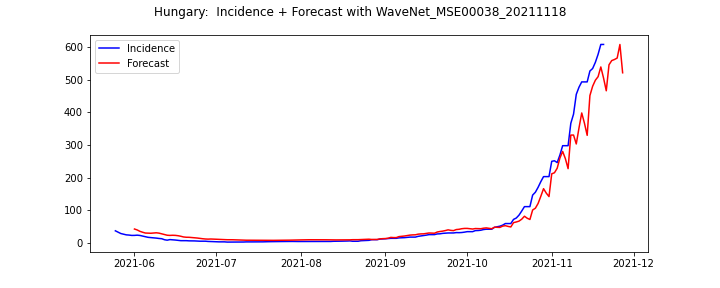 Hungary:  Incidence + Forecast with WaveNet_MSE00038_20211118
Incidence
Forecast
600
500
400
300
200
100
0
2021-06 2021-07 2021-08 2021-09 2021-10 2021-11 2021-12